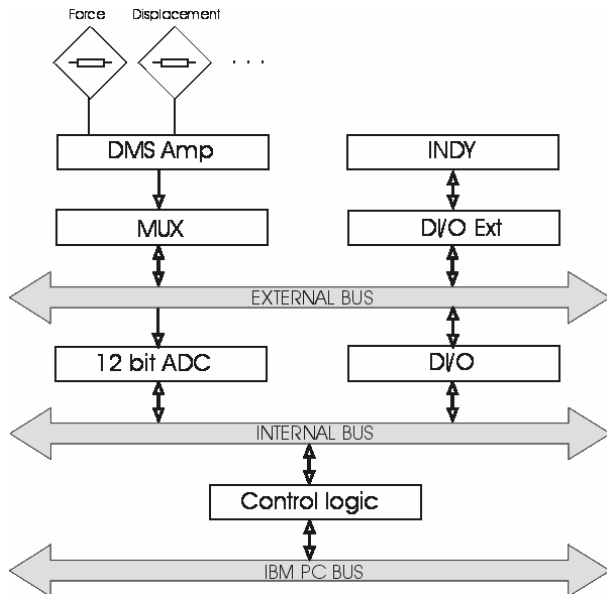 Force Displacement
. . .
DMS Amp INDY
MUX DI/O Ext
EXTERNAL BUS
12 bit ADC DI/O
INTERNAL BUS
Control logic
IBM PC BUS